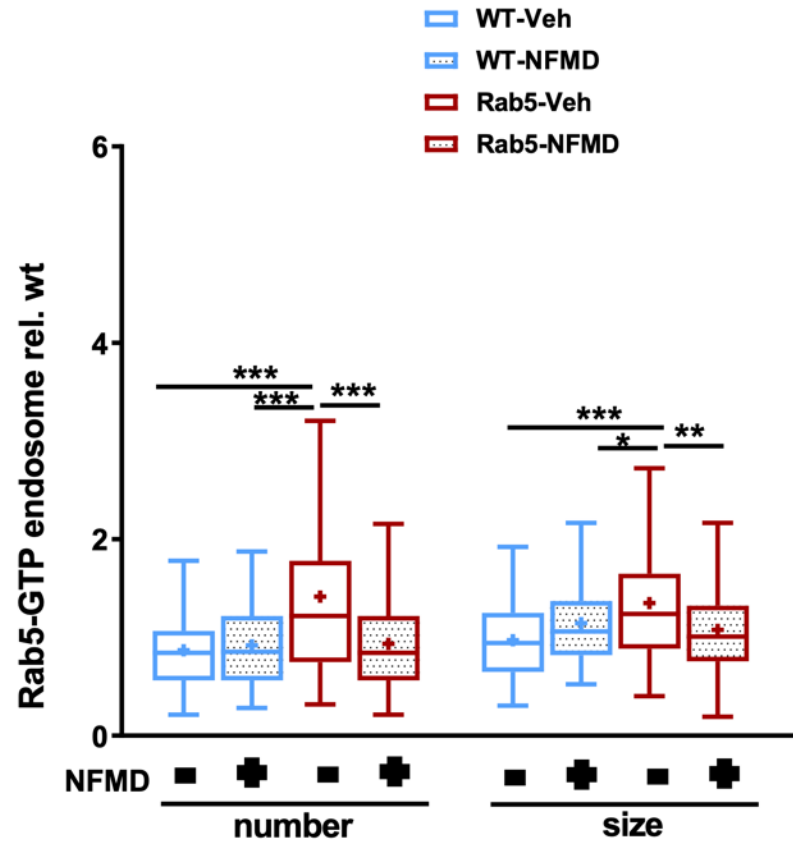 WT-Veh
WT-NFMD
Rab5-Veh
Rab5-NFMD
Rab5-GTP endosome rel. wt
6
4
2
0
*** *** ***
*** * **
NFMD - + - + - + - +
number size